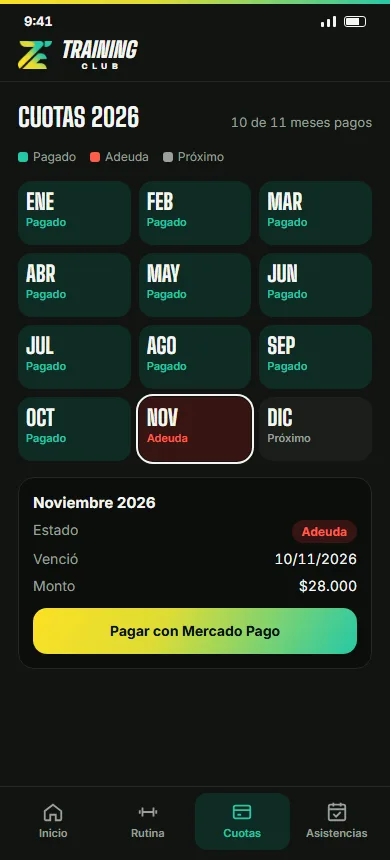 9:41
TRAINING
CLUB
CUOTAS 2026
10 de 11 meses pagos
Pagado Adeuda Próximo
ENE FEB MAR
Pagado Pagado Pagado
ABR MAY JUN
Pagado Pagado Pagado
JUL AGO SEP
Pagado Pagado Pagado
OCT NOV DIC
Pagado Adeuda Próximo
Noviembre 2026
Estado Adeuda
Venció 10/11/2026
Monto $28.000
Pagar con Mercado Pago
Inicio Rutina Cuotas Asistencias